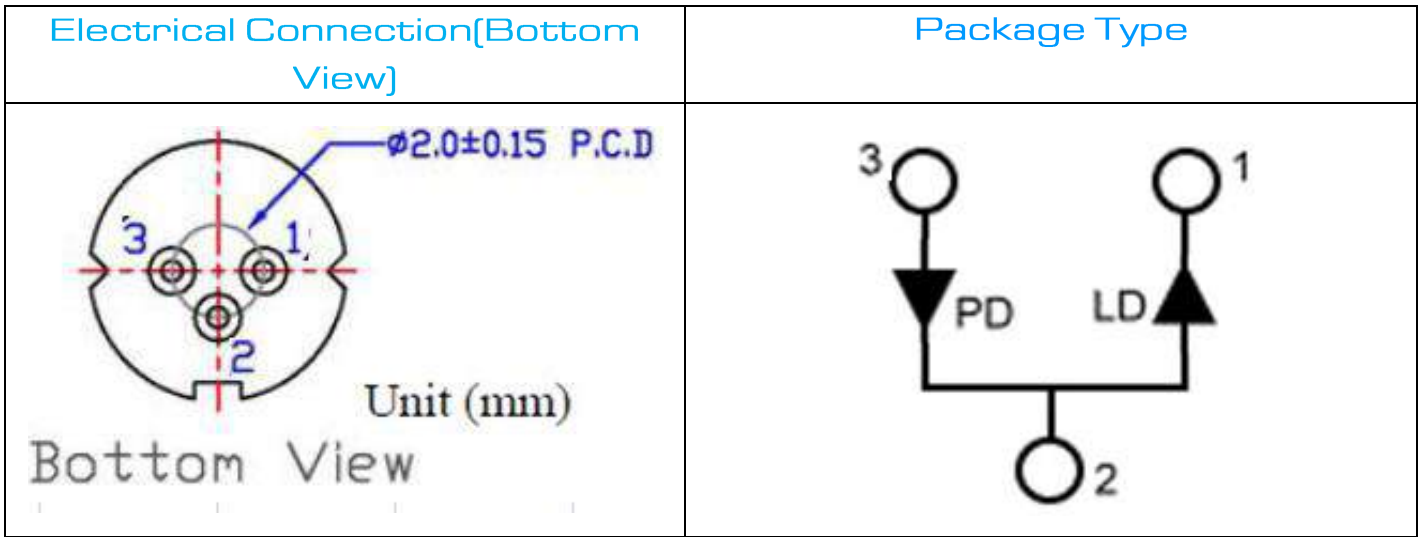 Electrical Connection(Bottom
View)
Package Type
ø2.0±0.15 P.C.D
3
1
2
Unit (mm)
Bottom View
3
1
PD
LD
2